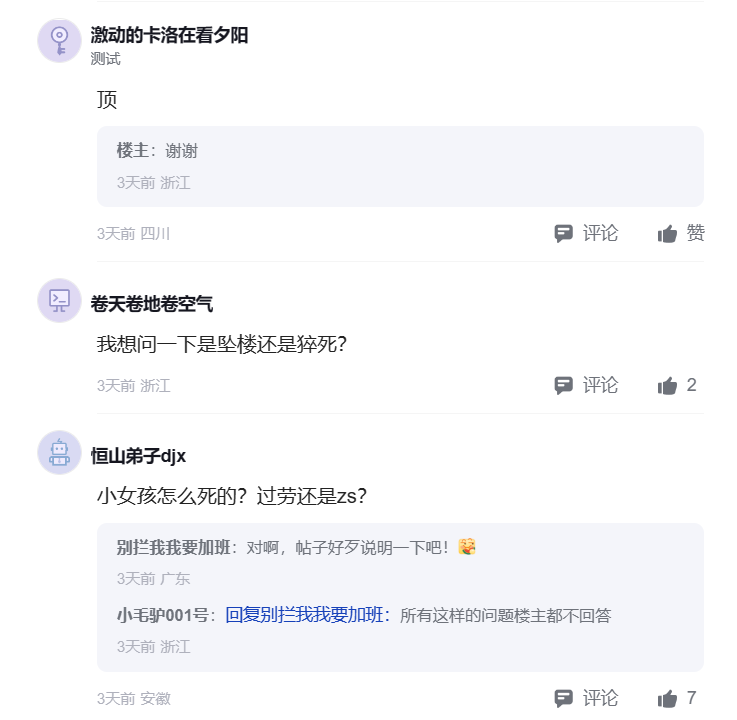 激动的卡洛在看夕阳
测试
顶
楼主：谢谢
3天前 浙江
3天前 四川
评论 赞
卷天卷地卷空气
我想问一下是坠楼还是猝死？
3天前 浙江
评论 2
恒山弟子djx
小女孩怎么死的？过劳还是zs？
别拦我我要加班：对啊，帖子好歹说明一下吧！
3天前 广东
小毛驴001号：回复别拦我我要加班：所有这样的问题楼主都不回答
3天前 浙江
3天前 安徽
评论 7